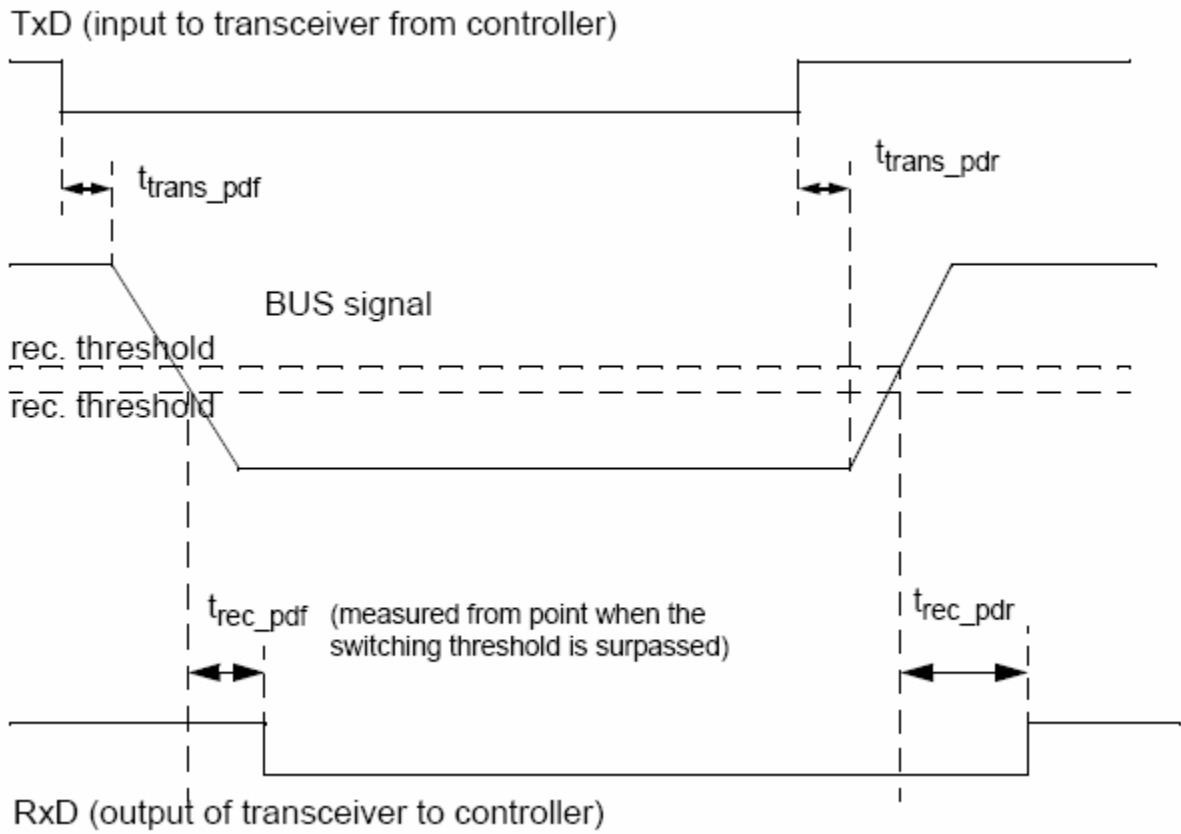 TxD (input to transceiver from controller)
ttrans_pdf
ttrans_pdr
BUS signal
rec. threshold
rec. threshold
trec_pdf (measured from point when the
switching threshold is surpassed)
trec_pdr
RxD (output of transceiver to controller)